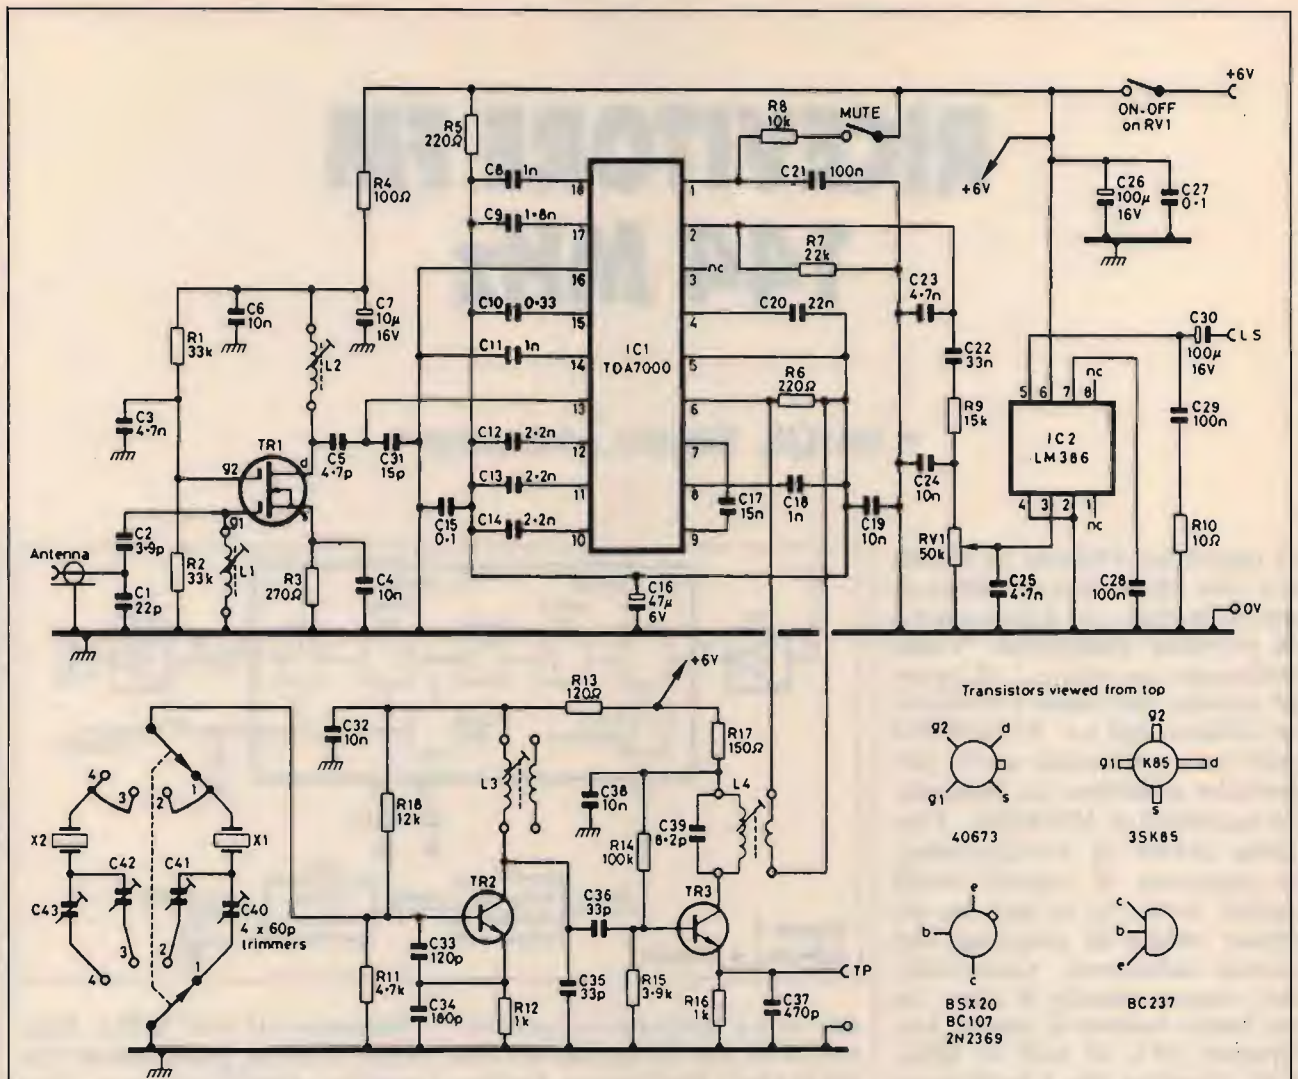 +6V
ON-OFF
on RV1
R8
10k
MUTE
R5
220Ω
C8
1n
18
1
C21
100n
+6V
C26
100μ
16V
C27
0·1
R4
100Ω
C9
1·8n
17
2
R7
22k
16
3
nc
C23
4·7n
C6
10n
C7
10μ
16V
C10
0·33
15
4
C20
22n
C30
100μ
16V
LS
R1
33k
L2
C11
1n
14
IC1
TDA7000
5
C22
33n
5
6
7
8
nc
R6
220Ω
13
6
C3
4·7n
TR1
g2
d
C5
4·7p
C31
15p
R9
15k
C29
100n
IC2
LM386
C12
2·2n
12
7
g1
C13
2·2n
11
8
C17
15n
C18
1n
C24
10n
4
3
2
1
nc
C2
3·9p
Antenna
C15
0·1
C14
2·2n
10
9
C19
10n
RV1
50k
R10
10Ω
R2
33k
L1
R3
270Ω
C4
10n
C1
22p
C16
47μ
6V
C25
4·7n
C28
100n
0V
+6V
R13
120Ω
Transistors viewed from top
C32
10n
R17
150Ω
g2
d
g1
s
40673
g2
g1
K85
d
s
3SK85
L3
L4
4
3
2
1
1
C38
10n
R18
12k
C39
8·2p
X2
X1
R14
100k
C42
C41
TR2
TR3
C36
33p
C43
C40
4 x 60p
trimmers
e
b
c
BSX20
BC107
2N2369
c
b
e
BC237
3
2
C33
120p
4
1
R11
4·7k
C35
33p
R15
3·9k
TP
C34
180p
R12
1k
R16
1k
C37
470p